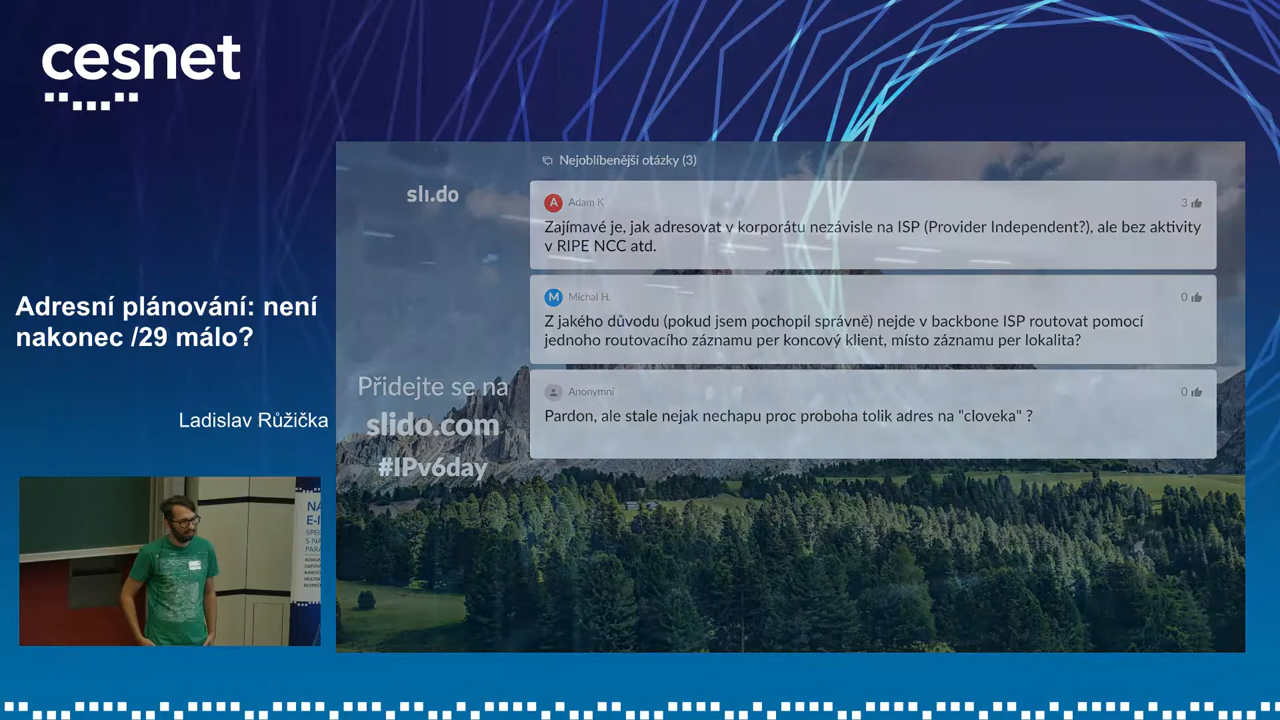 cesnet
Adresní plánování: není
nakonec /29 málo?
Ladislav Růžička
Nejoblíbenější otázky (3)
sli.do
Přidejte se na
slido.com
#IPv6day
A Adam K 3
Zajímavé je, jak adresovat v korporátu nezávisle na ISP (Provider Independent?), ale bez aktivity
v RIPE NCC atd.
M Michal H. 0
Z jakého důvodu (pokud jsem pochopil správně) nejde v backbone ISP routovat pomocí
jednoho routovacího záznamu per koncový klient, místo záznamu per lokalita?
Anonymní 0
Pardon, ale stale nejak nechapu proc proboha tolik adres na "cloveka" ?
NA
E-I